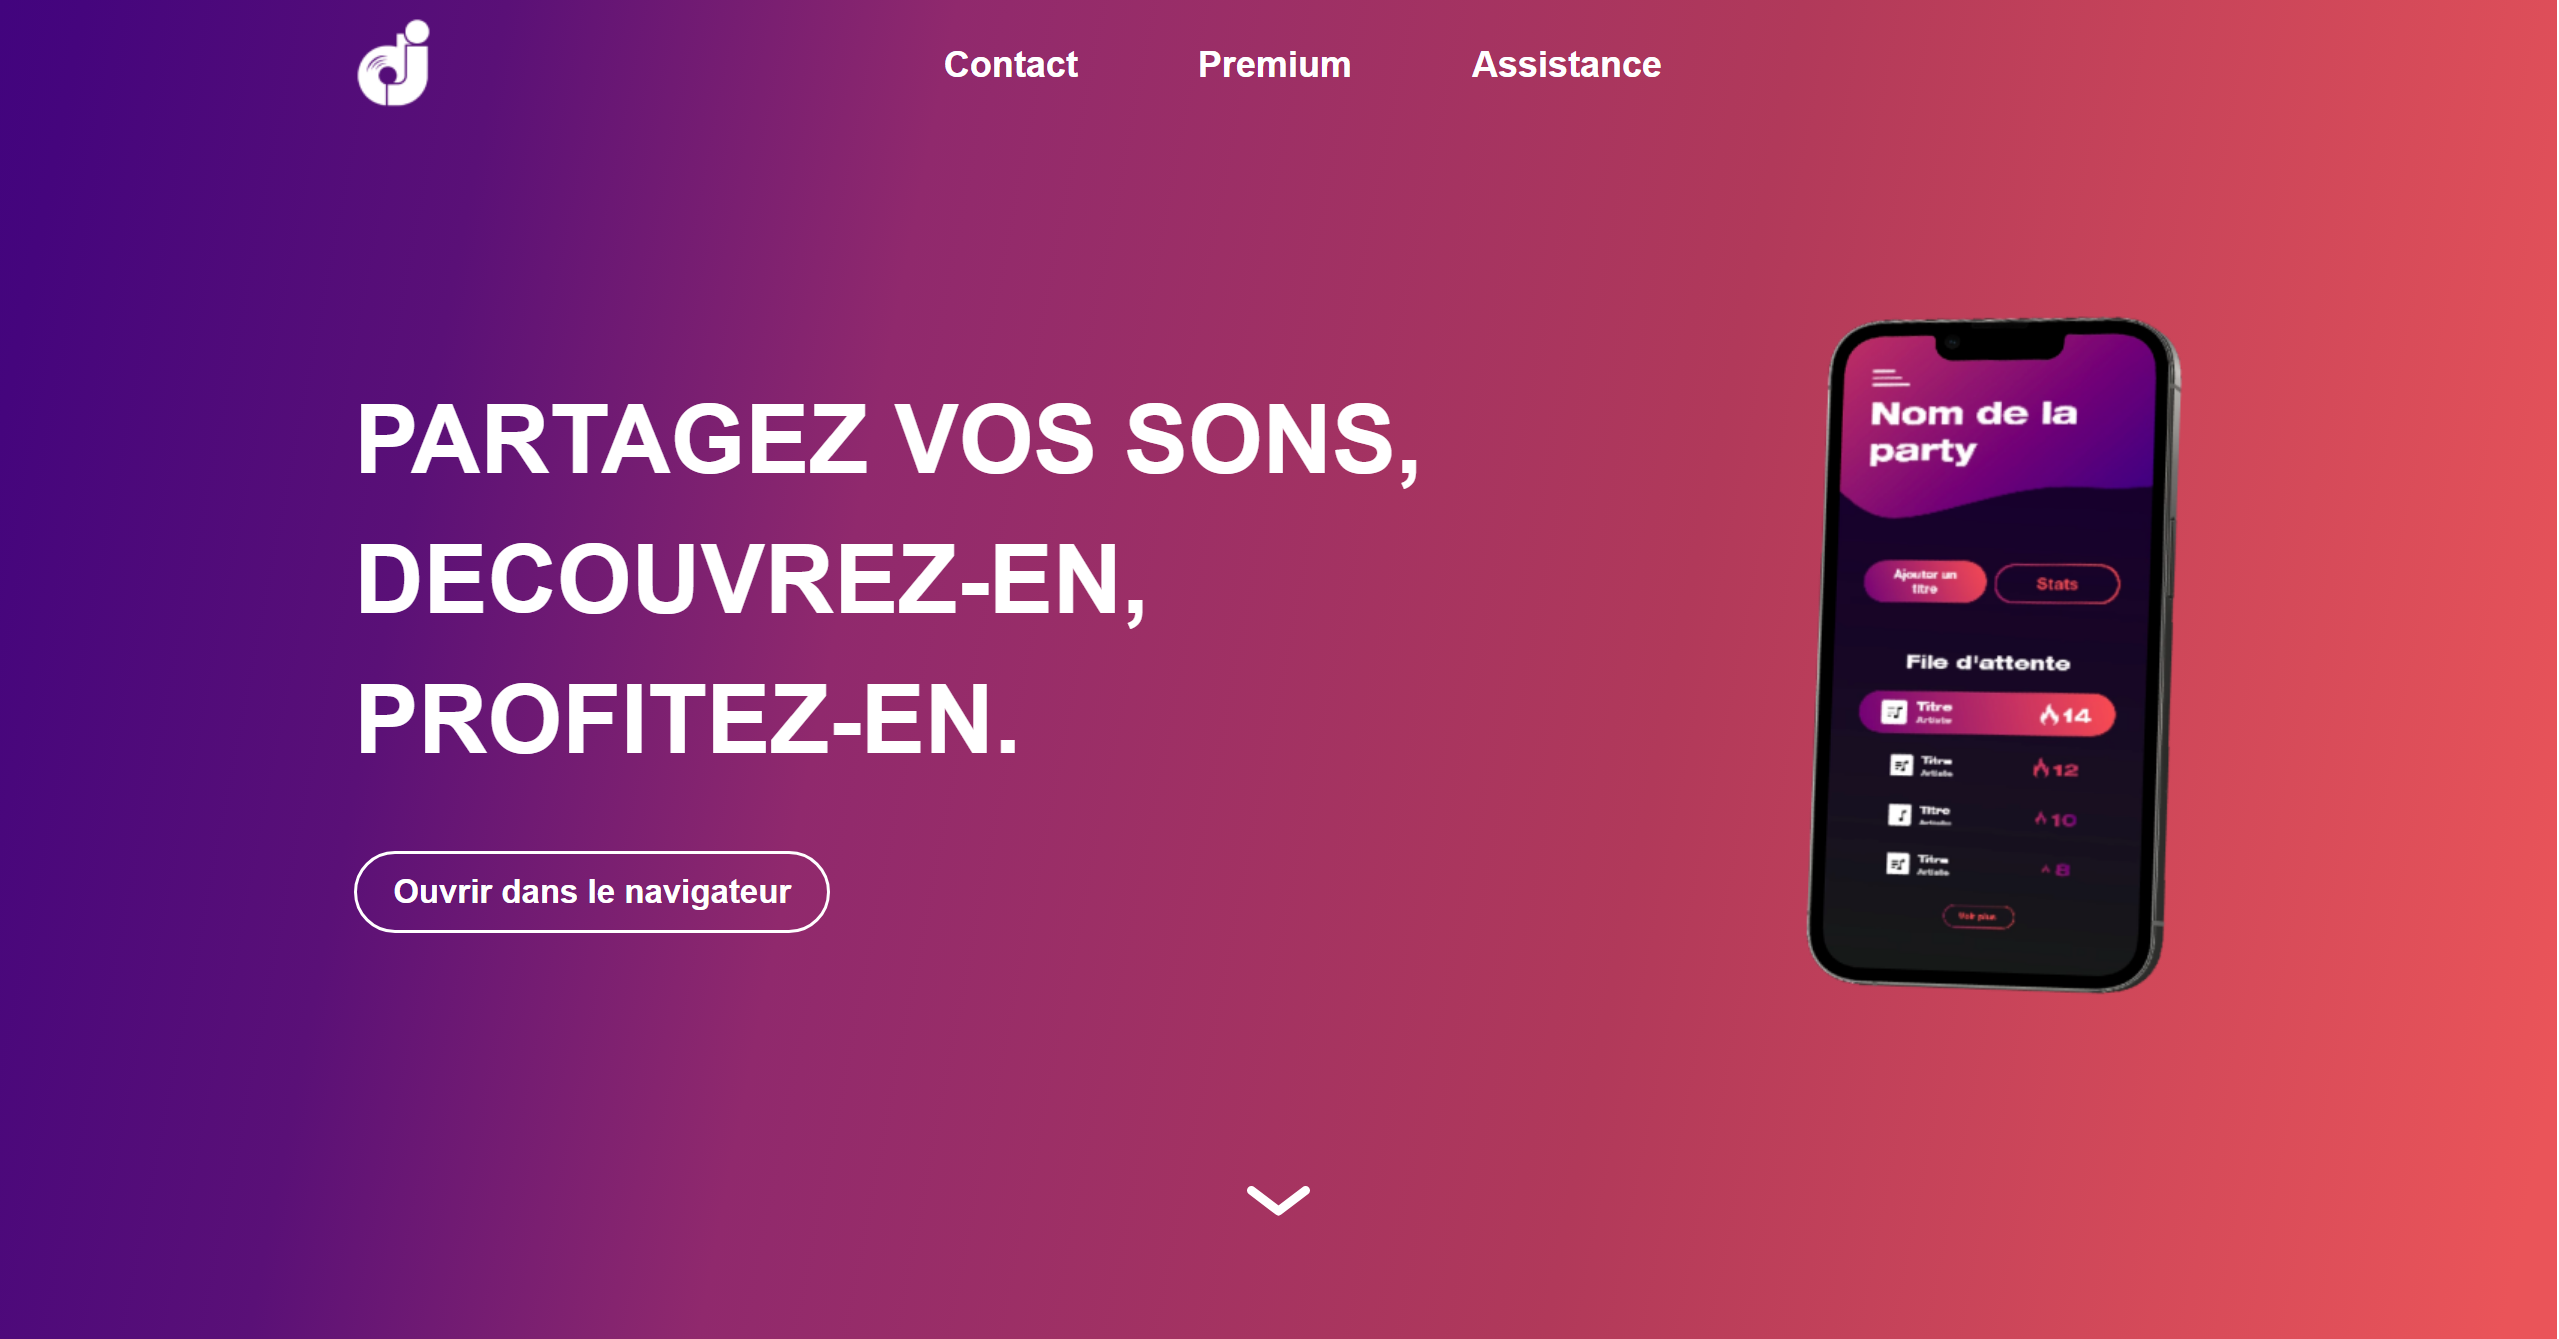 Contact
Premium
Assistance
PARTAGEZ VOS SONS,
DECOUVREZ-EN,
PROFITEZ-EN.
Ouvrir dans le navigateur
Nom de la
party
Ajouter un
titre
Stats
File d'attente
Titre
Artiste
14
Titre
Artiste
12
Titre
Artiste
10
Titre
Artiste
8
Voir plus